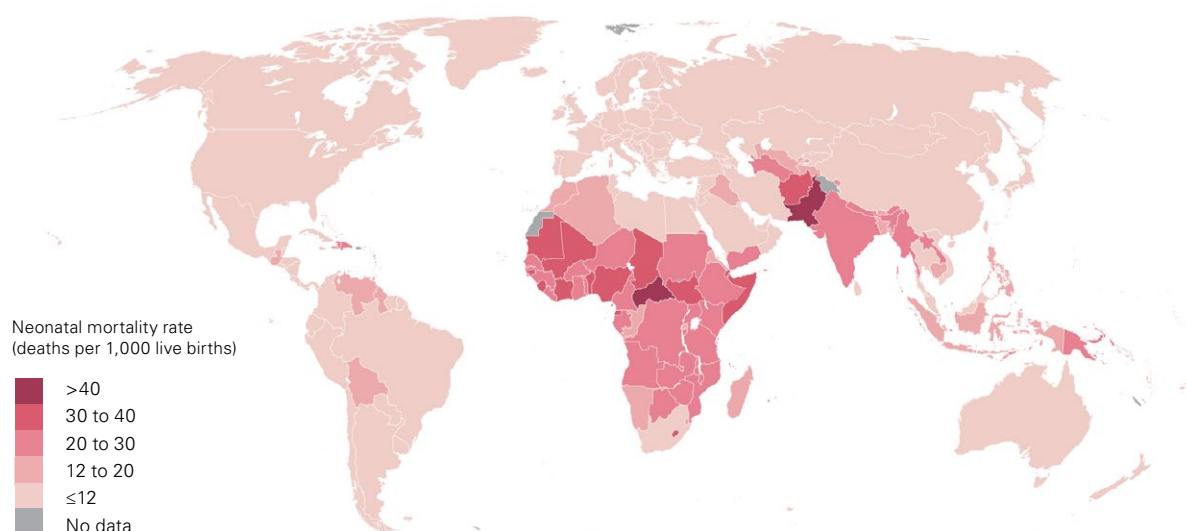 Neonatal mortality rate
(deaths per 1,000 live births)
>40
30 to 40
20 to 30
12 to 20
≤12
No data